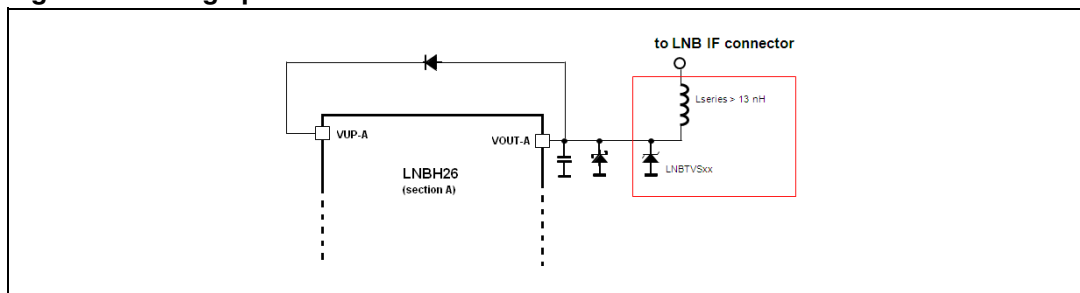 to LNB IF connector
Lseries > 13 nH
VUP-A
VOUT-A
LNBTVSxx
LNBH26
(section A)